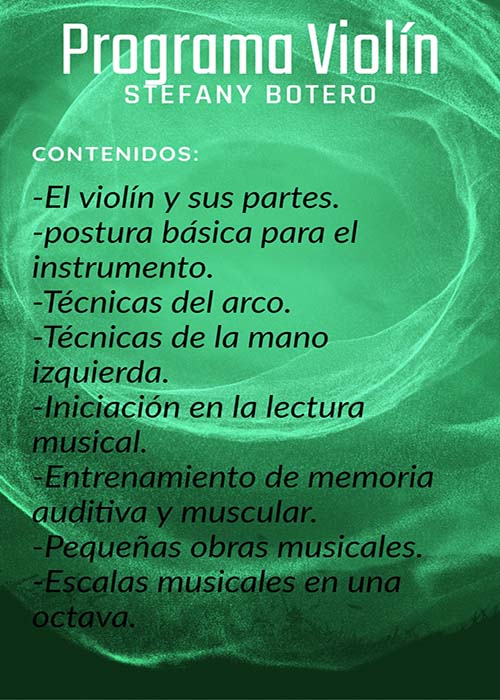 Programa Violín
STEFANY BOTERO
CONTENIDOS:
-El violín y sus partes.
-postura básica para el
instrumento.
-Técnicas del arco.
-Técnicas de la mano
izquierda.
-Iniciación en la lectura
musical.
-Entrenamiento de memoria
auditiva y muscular.
-Pequeñas obras musicales.
-Escalas musicales en una
octava.